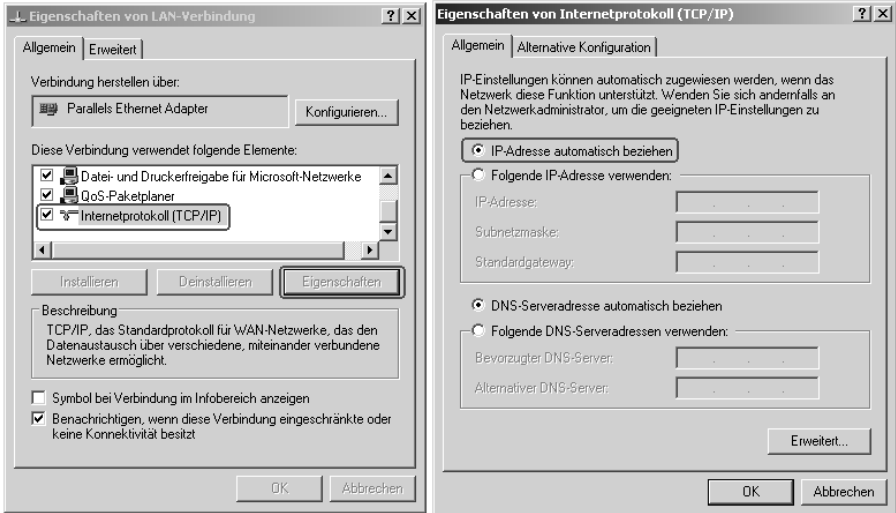 Eigenschaften von LAN-Verbindung
Allgemein
Erweitert
Verbindung herstellen über:
Parallels Ethernet Adapter
Konfigurieren...
Diese Verbindung verwendet folgende Elemente:
Datei- und Druckerfreigabe für Microsoft-Netzwerke
QoS-Paketplaner
Internetprotokoll (TCP/IP)
Installieren
Deinstallieren
Eigenschaften
Beschreibung
TCP/IP, das Standardprotokoll für WAN-Netzwerke, das den
Datenaustausch über verschiedene, miteinander verbundene
Netzwerke ermöglicht.
Symbol bei Verbindung im Infobereich anzeigen
Benachrichtigen, wenn diese Verbindung eingeschränkte oder
keine Konnektivität besitzt
OK
Abbrechen
Eigenschaften von Internetprotokoll (TCP/IP)
Allgemein
Alternative Konfiguration
IP-Einstellungen können automatisch zugewiesen werden, wenn das
Netzwerk diese Funktion unterstützt. Wenden Sie sich andernfalls an
den Netzwerkadministrator, um die geeigneten IP-Einstellungen zu
beziehen.
IP-Adresse automatisch beziehen
Folgende IP-Adresse verwenden:
IP-Adresse:
Subnetzmaske:
Standardgateway:
DNS-Serveradresse automatisch beziehen
Folgende DNS-Serveradressen verwenden:
Bevorzugter DNS-Server:
Alternativer DNS-Server:
Erweitert...
OK
Abbrechen